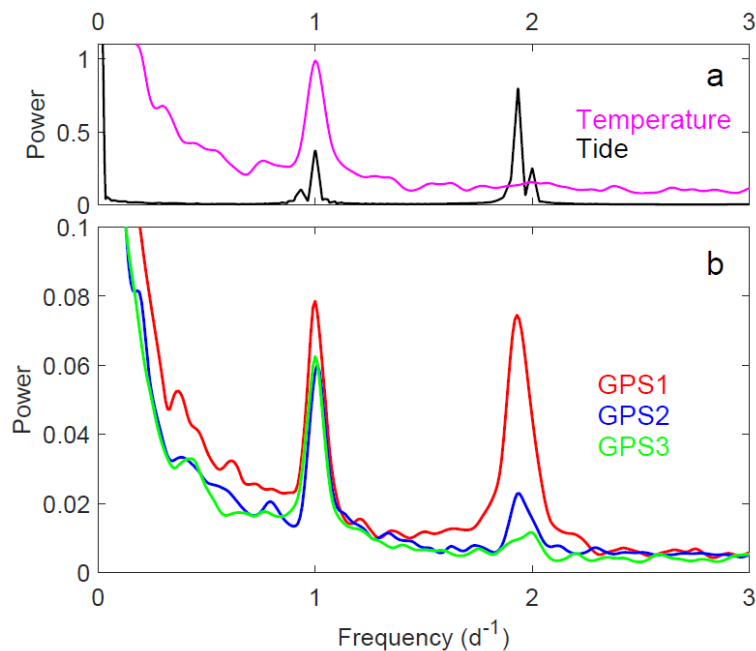 0 1 2 3
1
0.5
0
Power
a
Temperature
Tide
0.1
0.08
0.06
0.04
0.02
0
Power
b
GPS1
GPS2
GPS3
0 1 2 3
Frequency (d⁻¹)